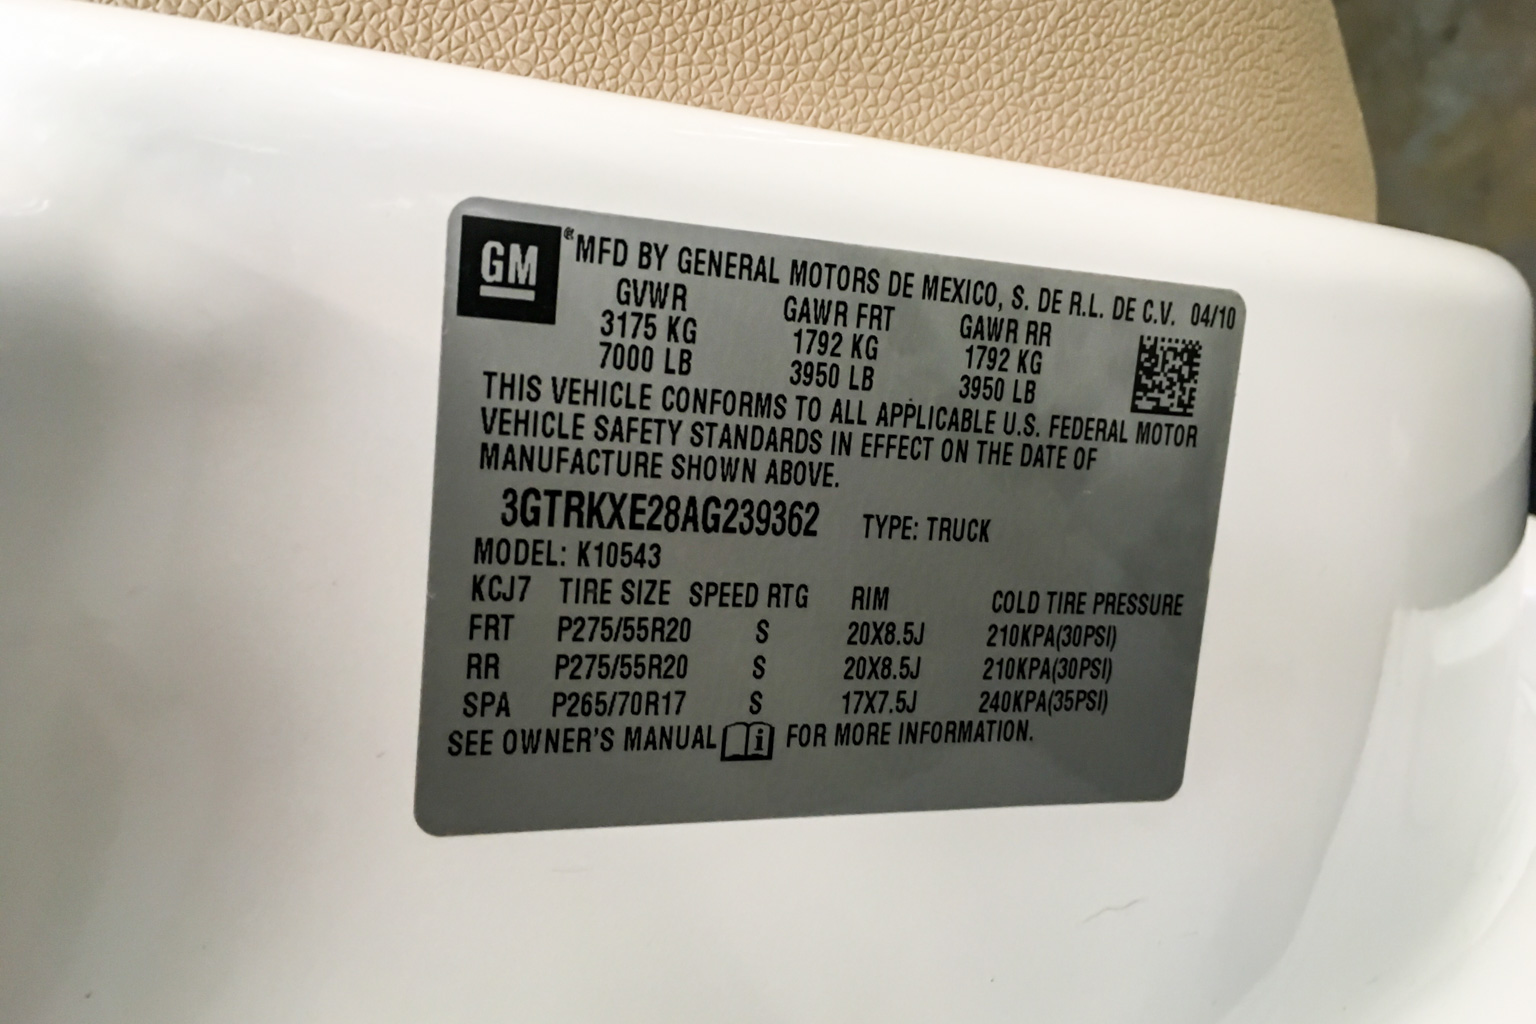 GM® MFD BY GENERAL MOTORS DE MEXICO, S. DE R.L. DE C.V. 04/10
GVWR GAWR FRT GAWR RR
3175 KG 1792 KG 1792 KG
7000 LB 3950 LB 3950 LB
THIS VEHICLE CONFORMS TO ALL APPLICABLE U.S. FEDERAL MOTOR
VEHICLE SAFETY STANDARDS IN EFFECT ON THE DATE OF
MANUFACTURE SHOWN ABOVE.
3GTRKXE28AG239362 TYPE: TRUCK
MODEL: K10543
KCJ7 TIRE SIZE SPEED RTG RIM COLD TIRE PRESSURE
FRT P275/55R20 S 20X8.5J 210KPA(30PSI)
RR P275/55R20 S 20X8.5J 210KPA(30PSI)
SPA P265/70R17 S 17X7.5J 240KPA(35PSI)
SEE OWNER'S MANUAL i FOR MORE INFORMATION.